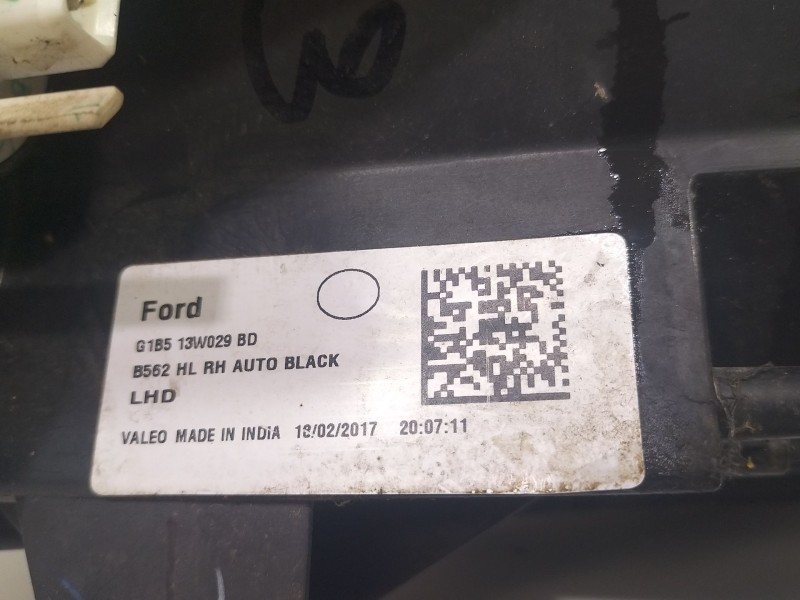 Ford
G1B5 13W029 BD
B562 HL RH AUTO BLACK
LHD
VALEO MADE IN INDiA 18/02/2017 20:07:11